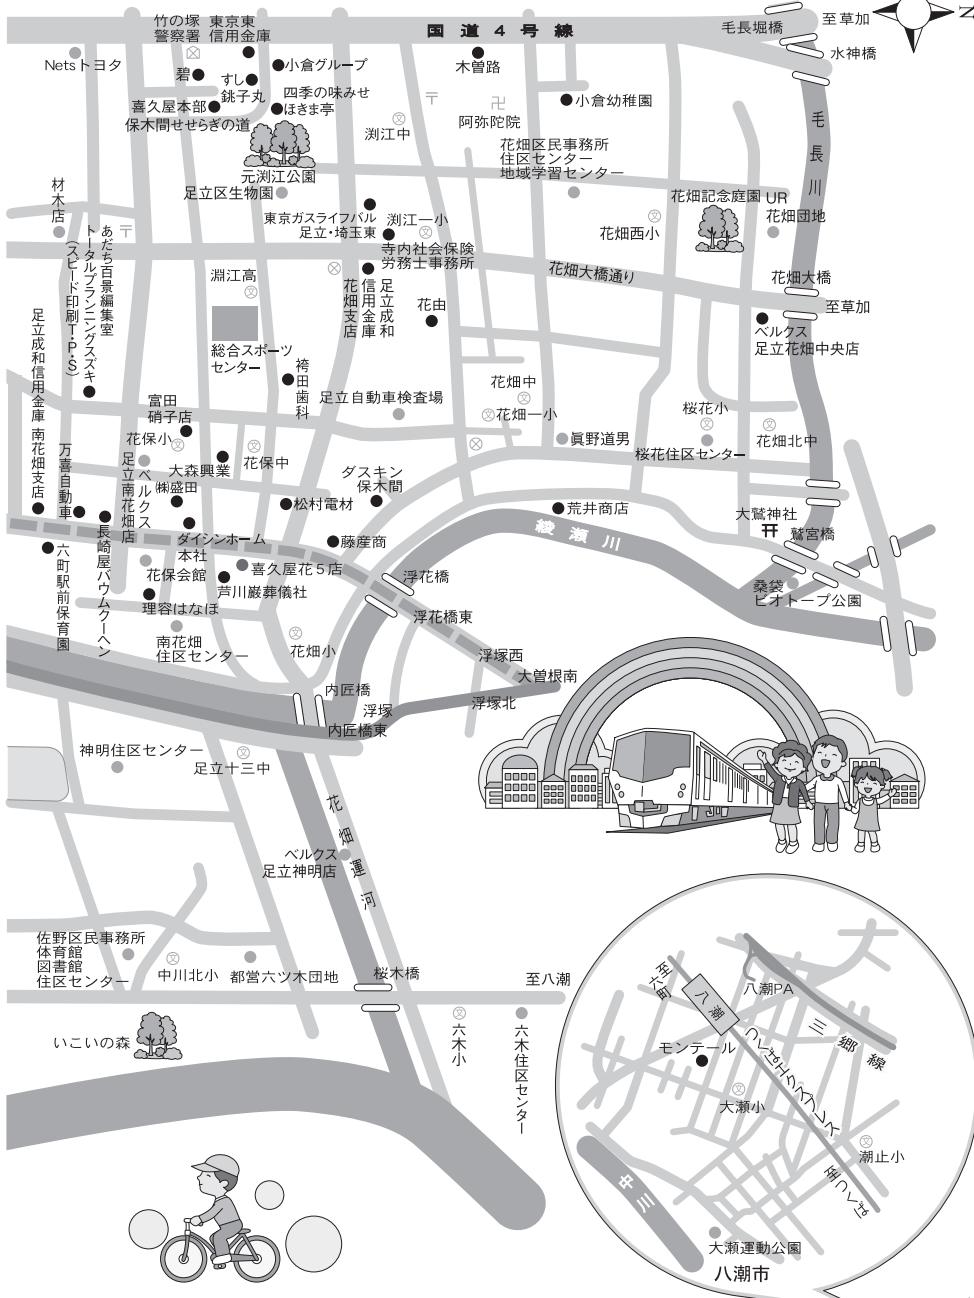 竹の塚
警察署
東京東
信用金庫
国道4号線
毛長堀橋
至草加
N
水神橋
Netsトヨタ
碧
すし
銚子丸
小倉グループ
木曽路
四季の味みせ
ほきま亭
喜久屋本部
保木間せせらぎの道
小倉幼稚園
〒
卍
阿弥陀院
文
渕江中
花畑区民事務所
住区センター
地域学習センター
毛長川
元渕江公園
足立区生物園
材木店
〒
花畑記念庭園
UR
花畑団地
東京ガスライフバル
足立・埼玉東
渕江一小
文
文
花畑西小
寺内社会保険
労務士事務所
あだち百景編集室
トータルプランニングスズキ
(スピード印刷T・P・S)
淵江高
文
足立成和
信用金庫
花畑支店
花畑大橋通り
花畑大橋
至草加
花由
ベルクス
足立花畑中央店
足立成和信用金庫 南花畑支店
総合スポーツ
センター
袴田歯科
足立自動車検査場
花畑中
文
文
花畑一小
富田
硝子店
花保小
文
文
花保中
眞野道男
桜花小
文
桜花住区センター
文
花畑北中
万喜自動車
ベルクス
足立南花畑店
大森興業
㈱盛田
ダスキン
保木間
松村電材
荒井商店
大鷲神社
鷲宮橋
綾瀬川
長崎屋バウムクーヘン
六町駅前保育園
ダイシンホーム
本社
藤産商
花保会館
喜久屋花5店
芦川巌葬儀社
浮花橋
桑袋
ビオトープ公園
理容はなほ
浮花橋東
南花畑
住区センター
文
花畑小
浮塚西
大曽根南
内匠橋
浮塚
浮塚北
内匠橋東
神明住区センター
文
足立十三中
花畑運河
ベルクス
足立神明店
佐野区民事務所
体育館
図書館
住区センター
文
中川北小
都営六ツ木団地
桜木橋
至八潮
いこいの森
文
六木小
六木住区センター
至六町
八潮
八潮PA
三郷線
モンテール
つくばエクスプレス
文
大瀬小
文
潮止小
至つくば
中川
大瀬運動公園
八潮市